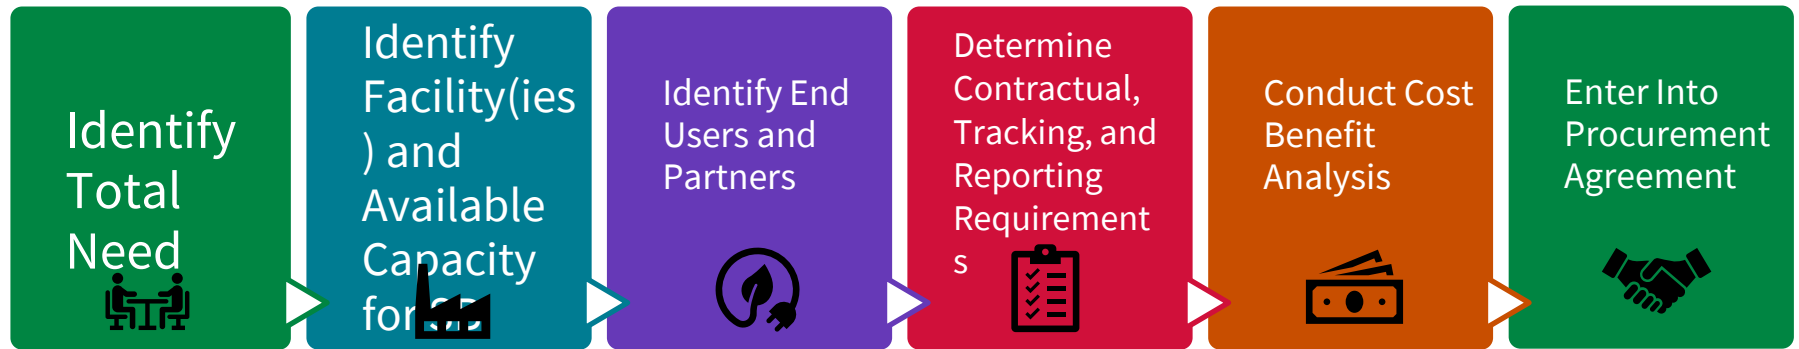 Identify
Total
Need
Identify
Facility(ies
) and
Available
Capacity
for
Identify End
Users and
Partners
Determine
Contractual,
Tracking, and
Reporting
Requirement
s
Conduct Cost
Benefit
Analysis
Enter Into
Procurement
Agreement